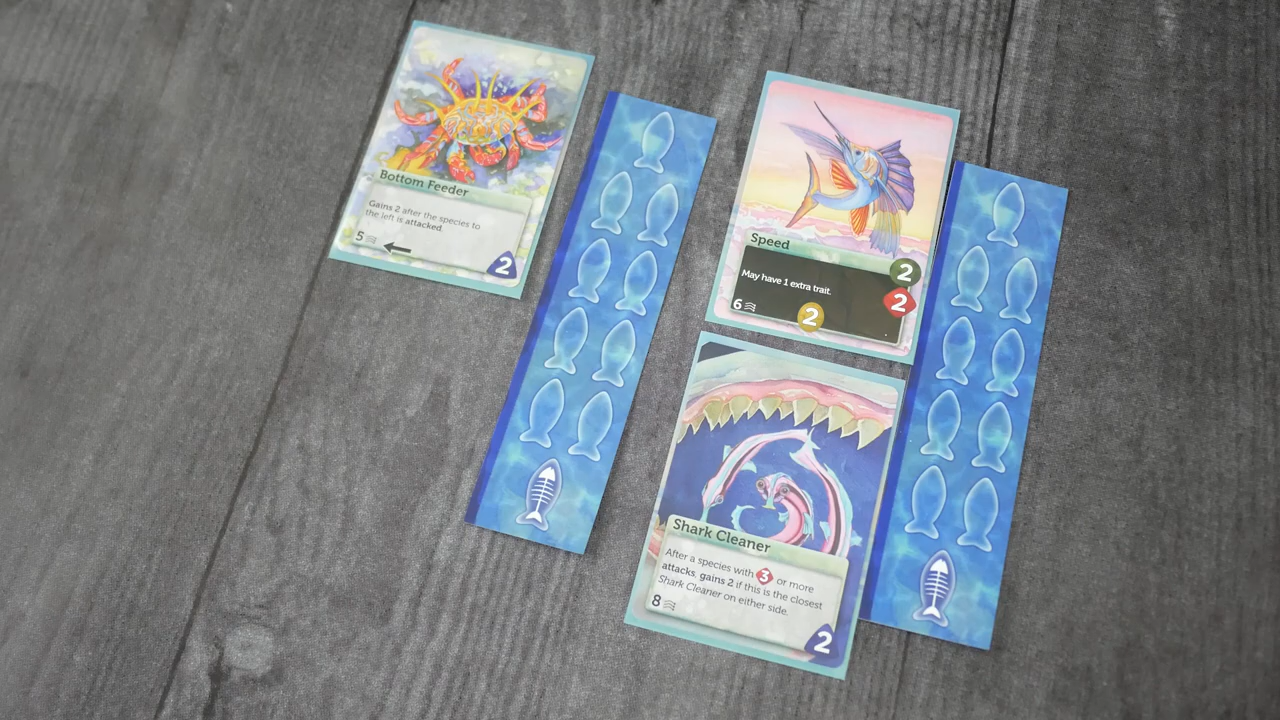 Bottom Feeder
Gains 2 after the species to
the left is attacked.
5
2
Speed
May have 1 extra trait.
2
2
6
2
Shark Cleaner
After a species with 3 or more
attacks, gains 2 if this is the closest
Shark Cleaner on either side.
8
2